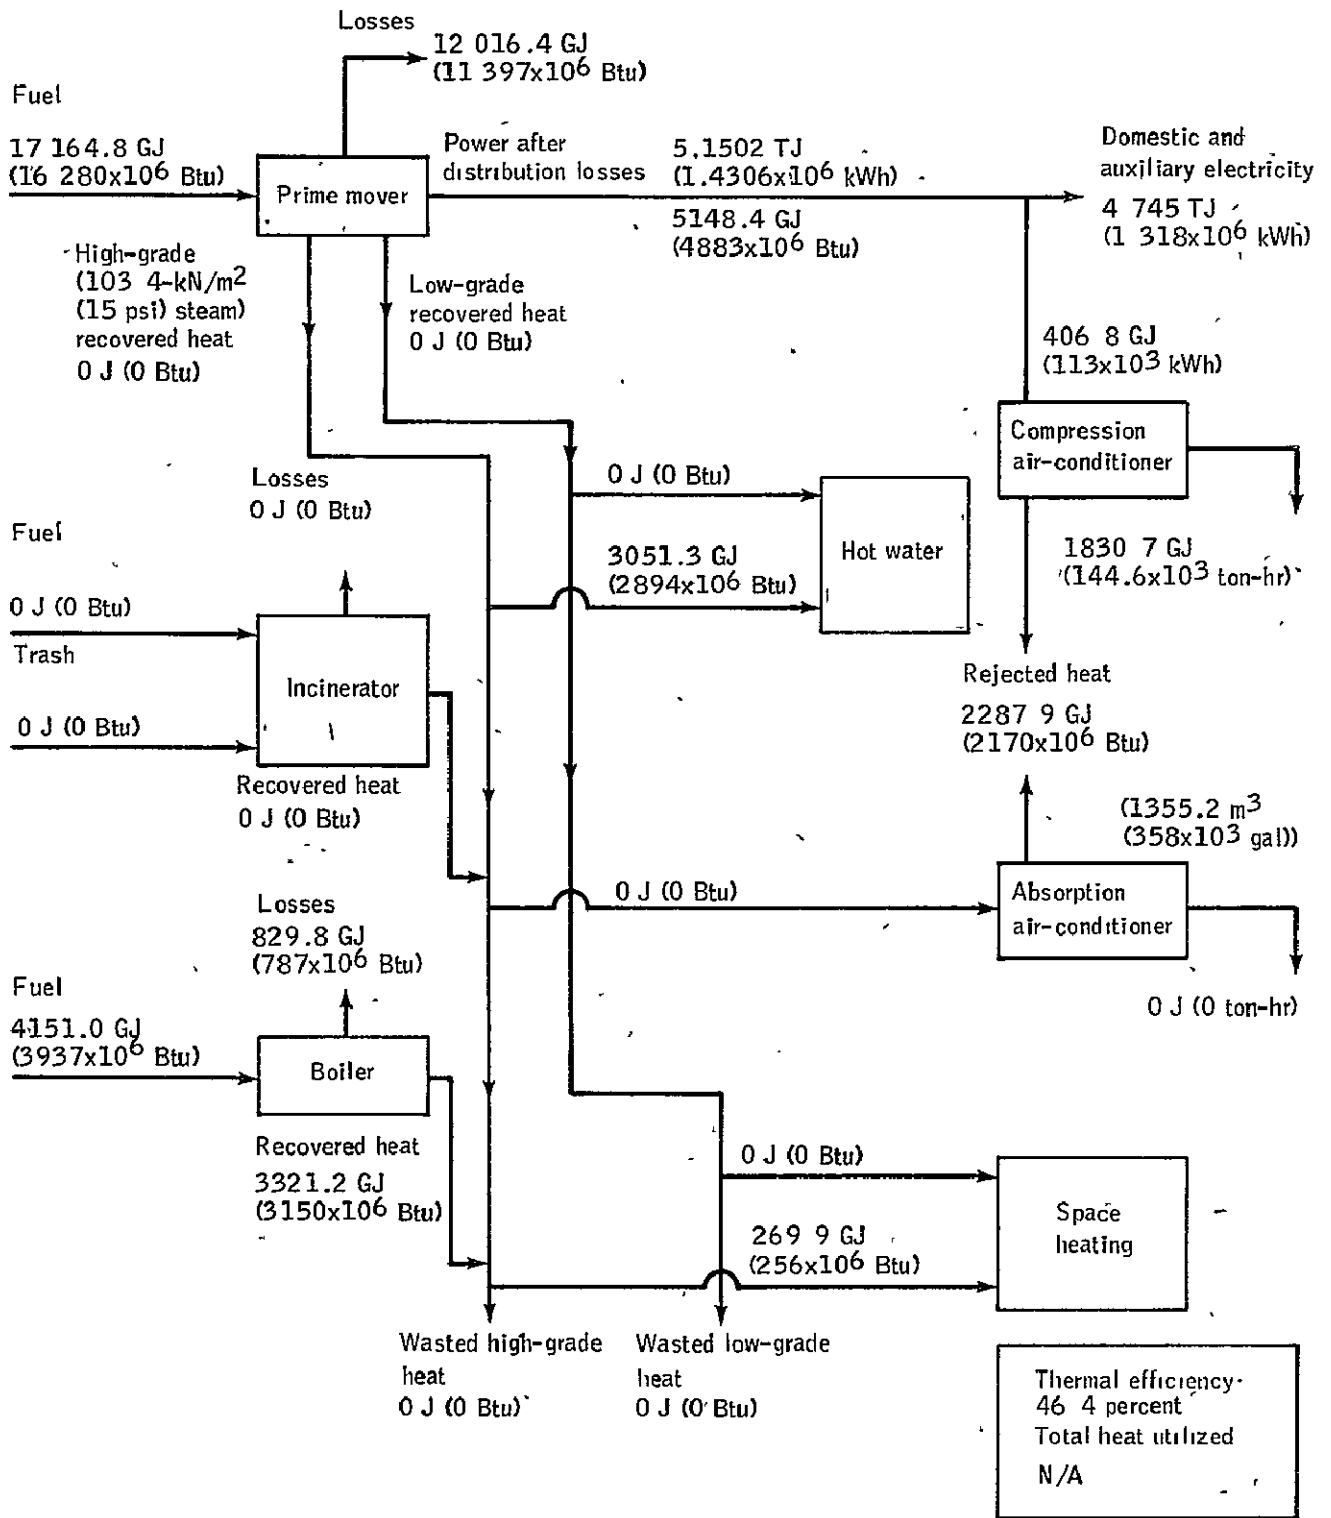 Losses
12 016.4 GJ
(11 397x10⁶ Btu)
Fuel
17 164.8 GJ
(16 280x10⁶ Btu)
Prime mover
Power after
distribution losses
5.1502 TJ
(1.4306x10⁶ kWh)
5148.4 GJ
(4883x10⁶ Btu)
Domestic and
auxiliary electricity
4 745 TJ
(1 318x10⁶ kWh)
High-grade
(103 4-kN/m²
(15 psi) steam)
recovered heat
0 J (0 Btu)
Low-grade
recovered heat
0 J (0 Btu)
406 8 GJ
(113x10³ kWh)
Compression
air-conditioner
Losses
0 J (0 Btu)
0 J (0 Btu)
Hot water
3051.3 GJ
(2894x10⁶ Btu)
1830 7 GJ
(144.6x10³ ton-hr)
Fuel
0 J (0 Btu)
Trash
0 J (0 Btu)
Incinerator
Recovered heat
0 J (0 Btu)
Rejected heat
2287 9 GJ
(2170x10⁶ Btu)
(1355.2 m³
(358x10³ gal))
0 J (0 Btu)
Absorption
air-conditioner
0 J (0 ton-hr)
Losses
829.8 GJ
(787x10⁶ Btu)
Fuel
4151.0 GJ
(3937x10⁶ Btu)
Boiler
Recovered heat
3321.2 GJ
(3150x10⁶ Btu)
0 J (0 Btu)
269 9 GJ
(256x10⁶ Btu)
Space
heating
Wasted high-grade
heat
0 J (0 Btu)
Wasted low-grade
heat
0 J (0 Btu)
Thermal efficiency
46 4 percent
Total heat utilized
N/A